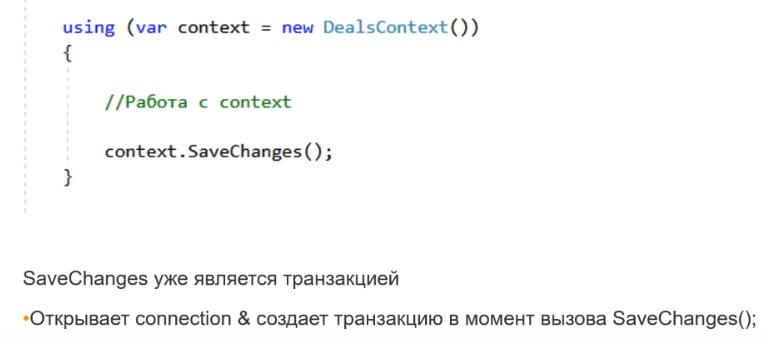 using (var context = new DealsContext())
{
//Работа с context
context.SaveChanges();
}
SaveChanges уже является транзакцией
•Открывает connection & создает транзакцию в момент вызова SaveChanges();